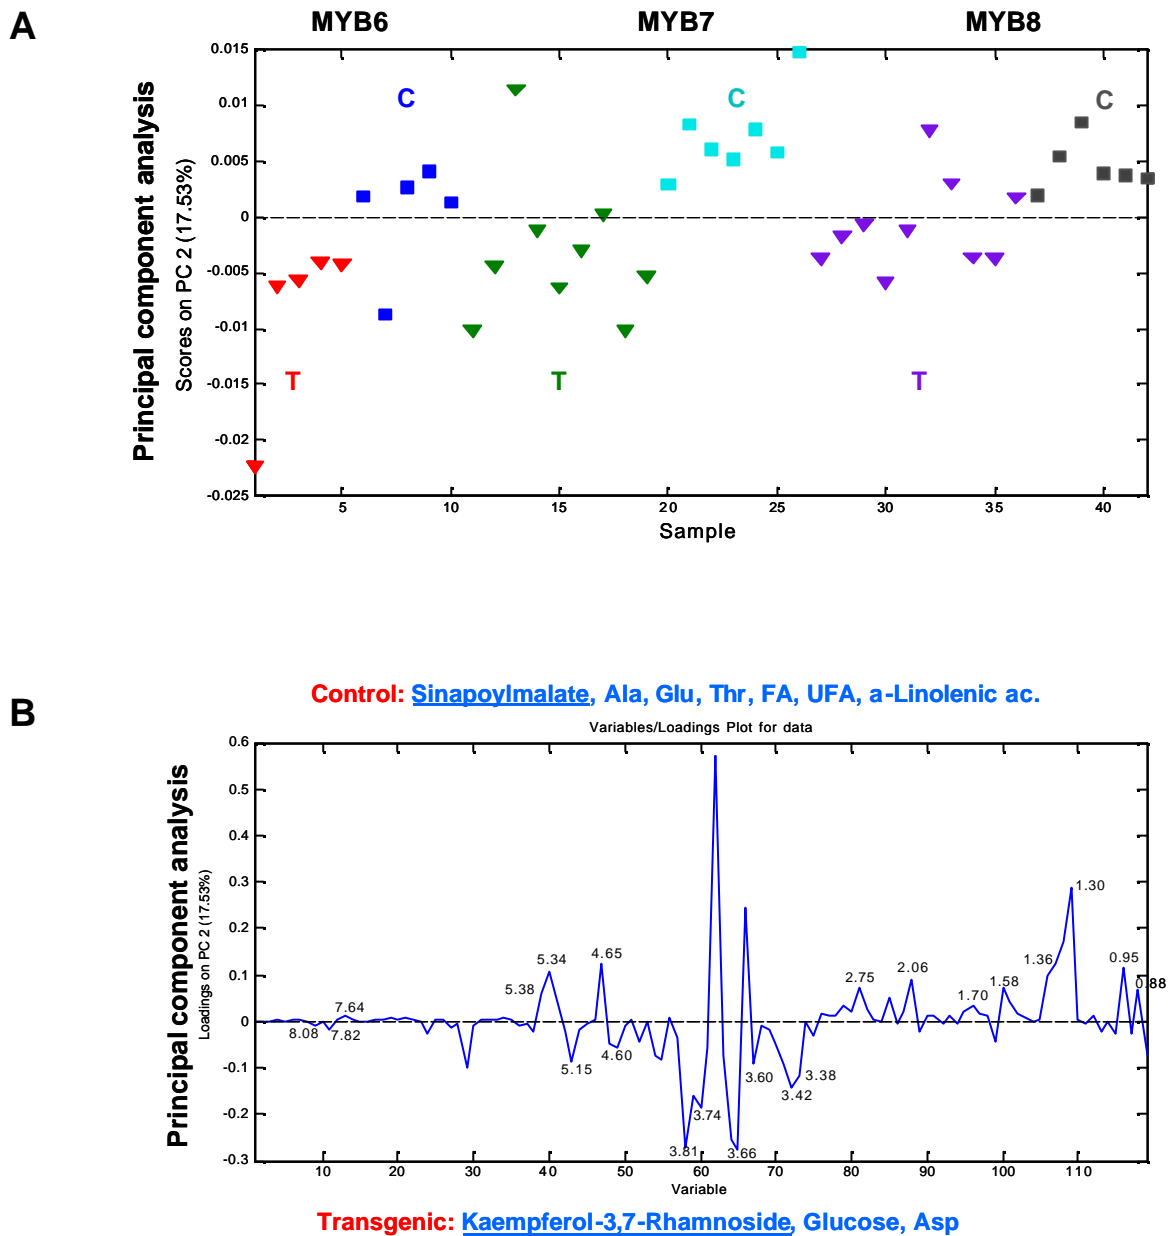 A
MYB6 MYB7 MYB8
Principal component analysis
Scores on PC 2 (17.53%)
0.015
0.01
0.005
0
-0.005
-0.01
-0.015
-0.02
-0.025
C C C
T T T
5 10 15 20 25 30 35 40
Sample
B
Control: Sinapoylmalate, Ala, Glu, Thr, FA, UFA, a-Linolenic ac.
Variables/Loadings Plot for data
Principal component analysis
Loadings on PC 2 (17.53%)
0.6
0.5
0.4
0.3
0.2
0.1
0
-0.1
-0.2
-0.3
8.08
7.64
7.82
5.38
5.34
5.15
4.65
4.60
3.81
3.74
3.66
3.60
3.42
3.38
2.75
2.06
1.70
1.58
1.36
1.30
0.95
0.88
10 20 30 40 50 60 70 80 90 100 110
Variable
Transgenic: Kaempferol-3,7-Rhamnoside, Glucose, Asp